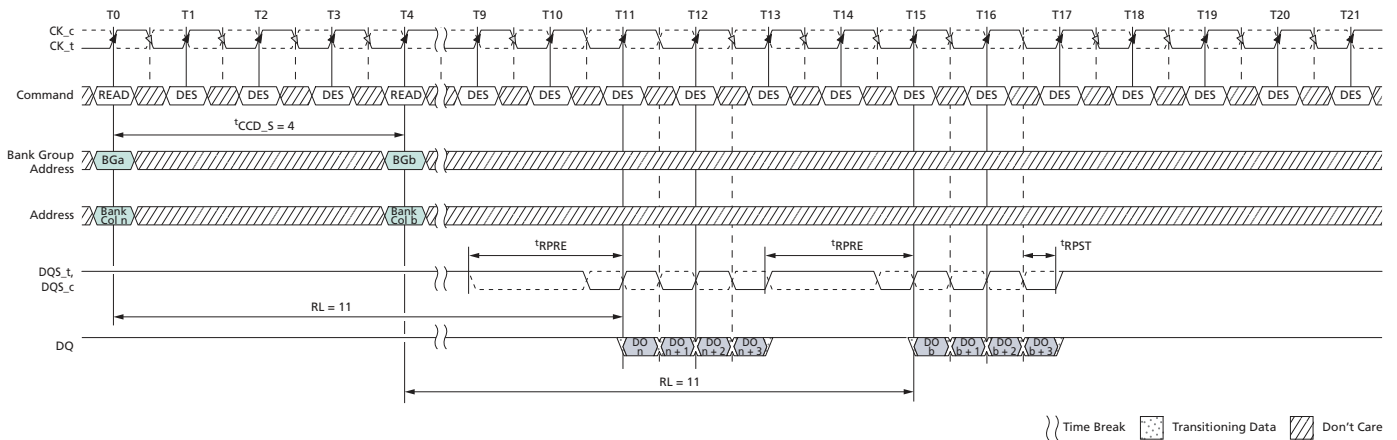 T0 T1 T2 T3 T4 T9 T10 T11 T12 T13 T14 T15 T16 T17 T18 T19 T20 T21
CK_c
CK_t
Command READ DES DES DES READ DES DES DES DES DES DES DES DES DES DES DES DES DES
tCCD_S = 4
Bank Group
Address
BGa BGb
Address
Bank
Col n
Bank
Col b
tRPRE tRPRE tRPST
DQS_t,
DQS_c
RL = 11
DQ
DO
n
DO
n + 1
DO
n + 2
DO
n + 3
DO
b
DO
b + 1
DO
b + 2
DO
b + 3
RL = 11
Time Break Transitioning Data Don't Care